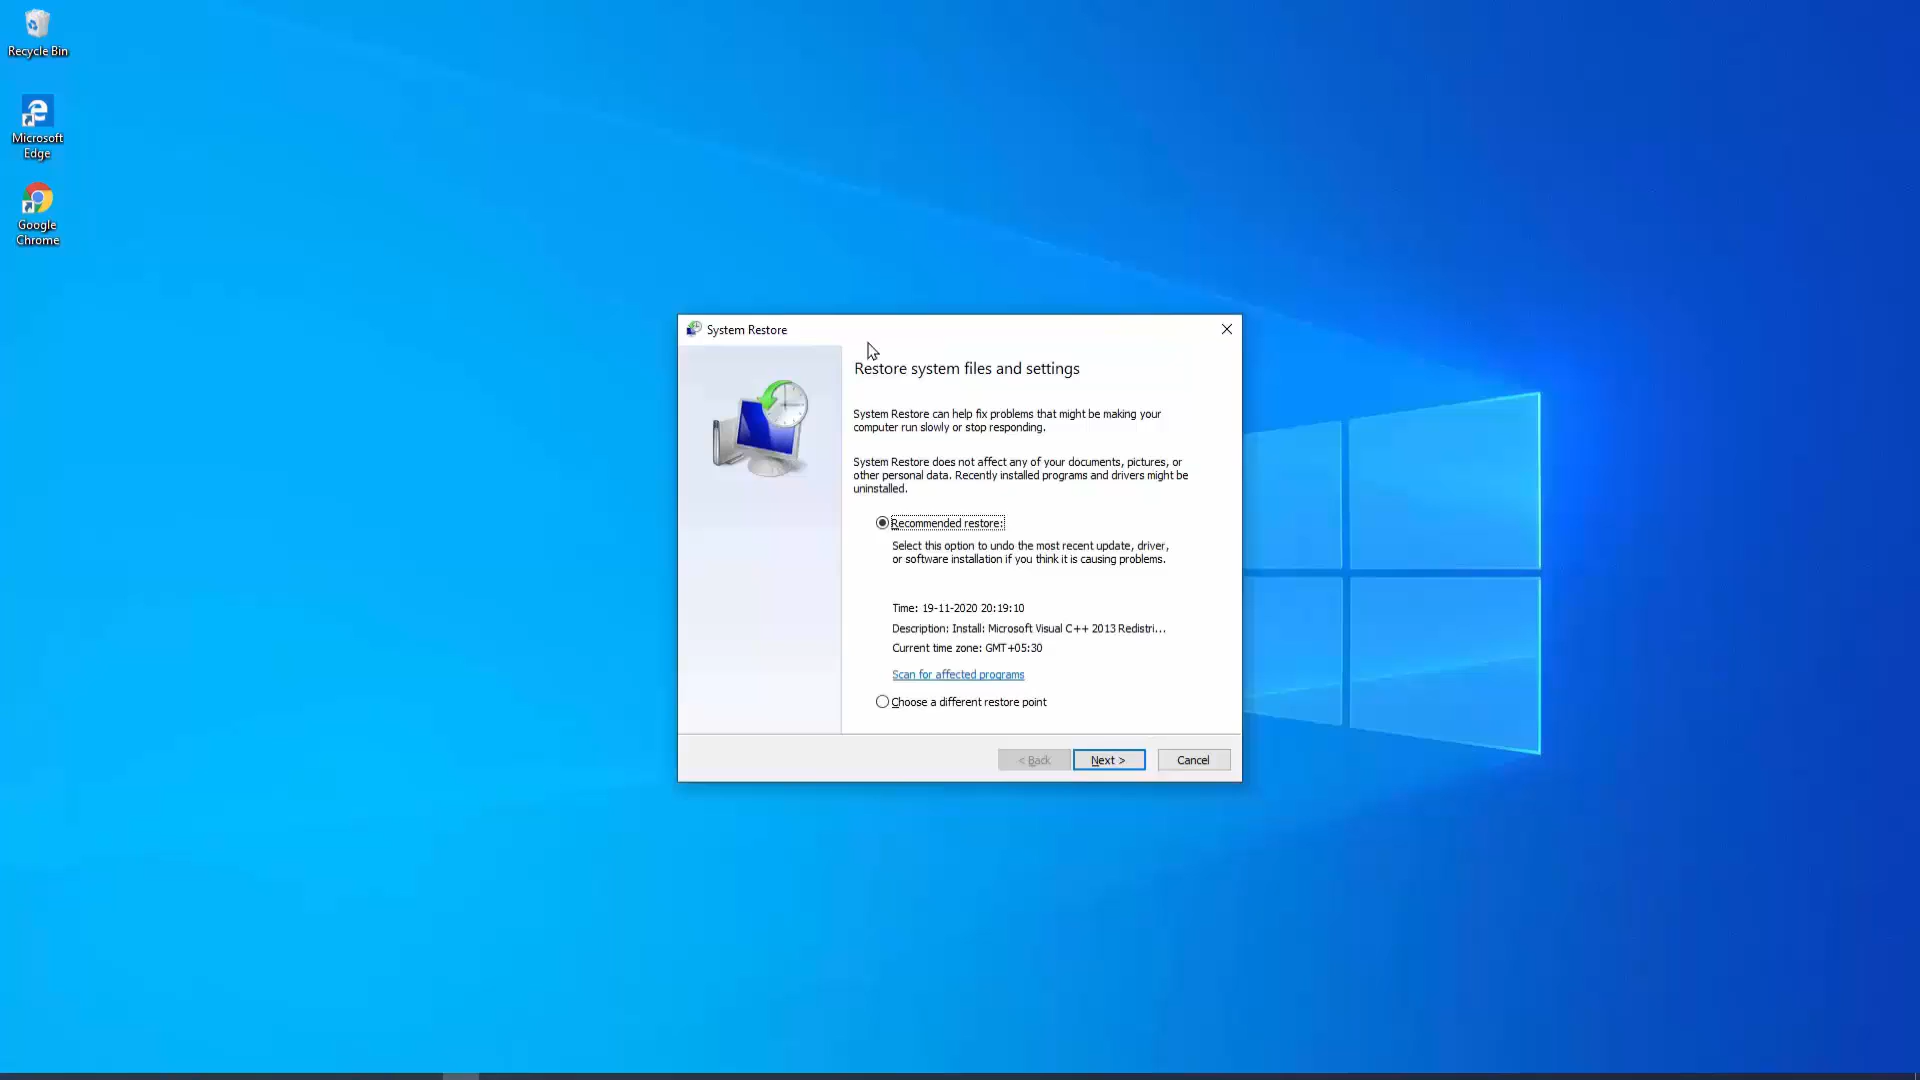 Recycle Bin
Microsoft
Edge
Google
Chrome
System Restore
Restore system files and settings
System Restore can help fix problems that might be making your
computer run slowly or stop responding.
System Restore does not affect any of your documents, pictures, or
other personal data. Recently installed programs and drivers might be
uninstalled.
Recommended restore:
Select this option to undo the most recent update, driver,
or software installation if you think it is causing problems.
Time: 19-11-2020 20:19:10
Description: Install: Microsoft Visual C++ 2013 Redistri...
Current time zone: GMT+05:30
Scan for affected programs
Choose a different restore point
< Back
Next >
Cancel